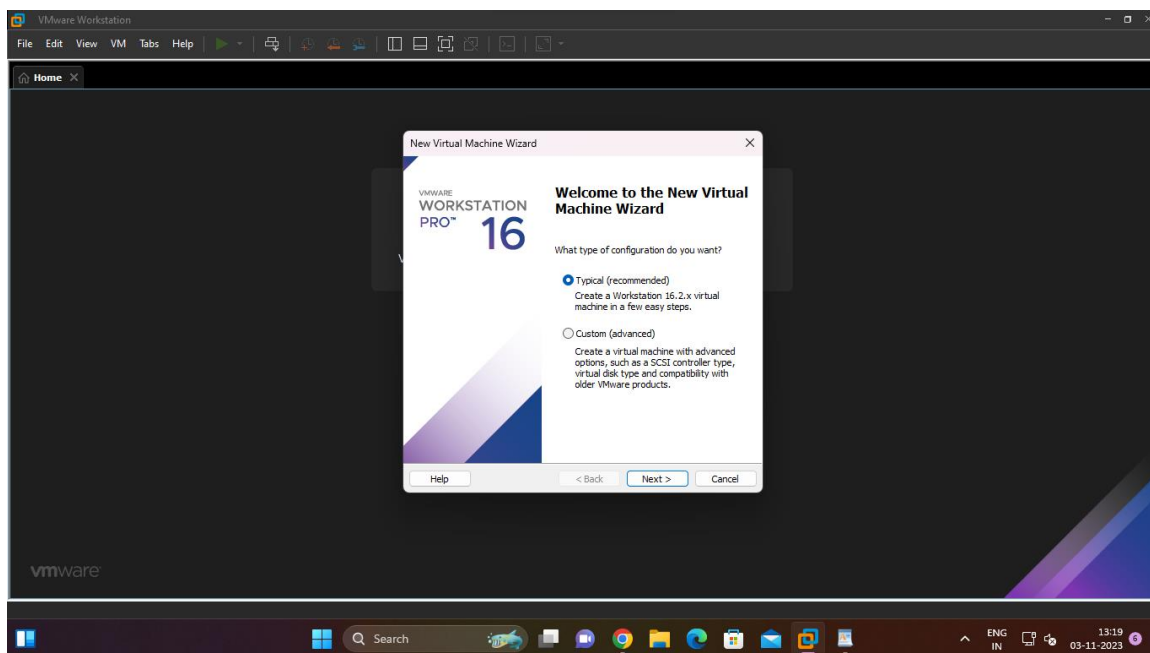 VMware Workstation
File Edit View VM Tabs Help
Home
New Virtual Machine Wizard
VMWARE
WORKSTATION
PRO™ 16
Welcome to the New Virtual
Machine Wizard
What type of configuration do you want?
Typical (recommended)
Create a Workstation 16.2.x virtual
machine in a few easy steps.
Custom (advanced)
Create a virtual machine with advanced
options, such as a SCSI controller type,
virtual disk type and compatibility with
older VMware products.
Help < Back Next > Cancel
vmware
Search
ENG
IN
13:19
03-11-2023
6